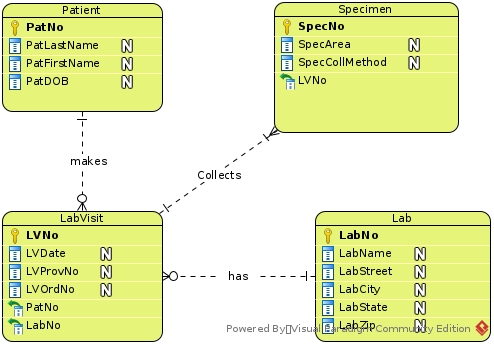 Patient
PatNo
PatLastName N
PatFirstName N
PatDOB N
Specimen
SpecNo
SpecArea N
SpecCollMethod N
LVNo
makes
Collects
LabVisit
LVNo
LVDate N
LVProvNo N
LVOrdNo N
PatNo
LabNo
has
Lab
LabNo
LabName N
LabStreet N
LabCity N
LabState N
LabZip N
Powered By Visual Paradigm Community Edition